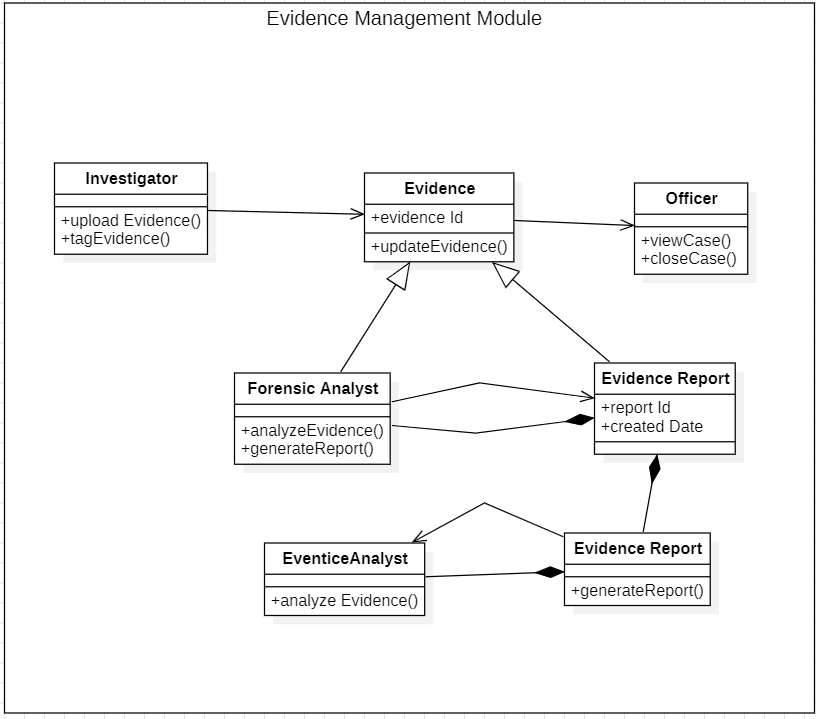 Evidence Management Module
Investigator
+upload Evidence()
+tagEvidence()
Evidence
+evidence Id
+updateEvidence()
Officer
+viewCase()
+closeCase()
Forensic Analyst
+analyzeEvidence()
+generateReport()
Evidence Report
+report Id
+created Date
EventiceAnalyst
+analyze Evidence()
Evidence Report
+generateReport()